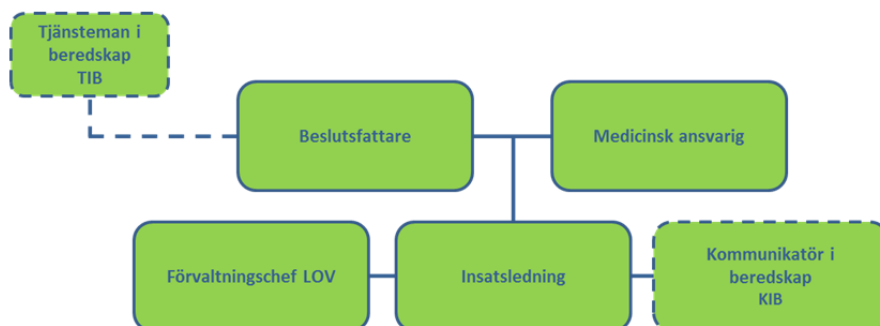 Tjänsteman i
beredskap
TIB
Beslutsfattare
Medicinsk ansvarig
Förvaltningschef LOV
Insatsledning
Kommunikatör i
beredskap
KIB